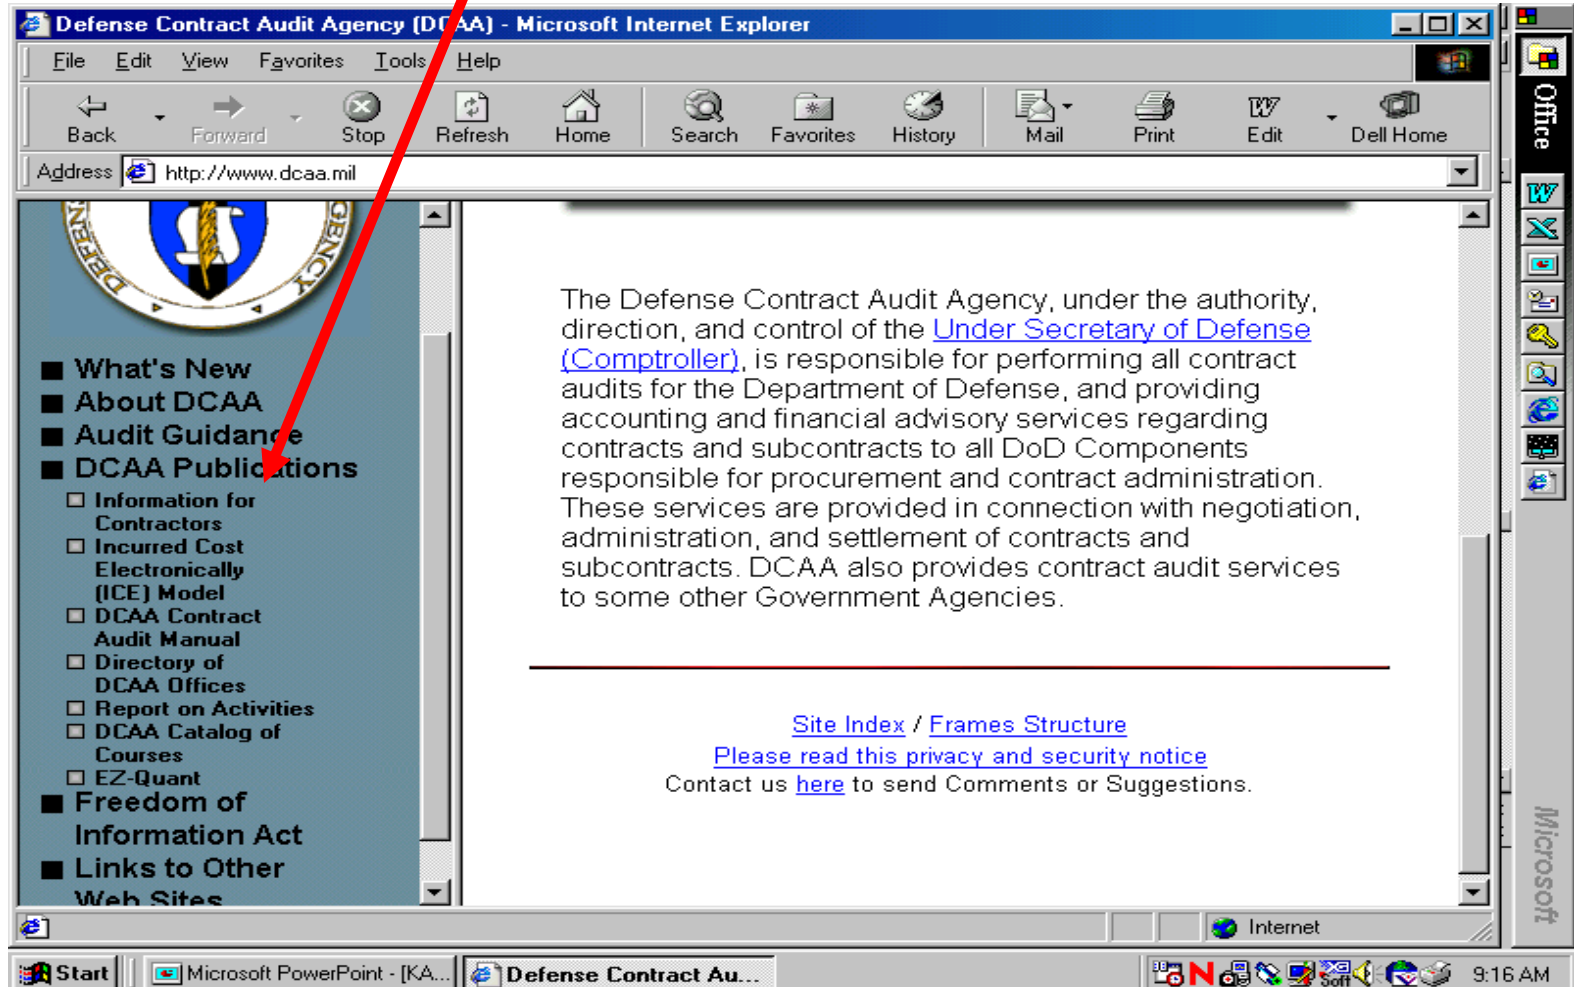 Defense Contract Audit Agency (DCAA) - Microsoft Internet Explorer
File Edit View Favorites Tools Help
Back Forward Stop Refresh Home Search Favorites History Mail Print Edit Dell Home
Address http://www.dcaa.mil
DEFEN AGENCY
What's New
About DCAA
Audit Guidance
DCAA Publications
Information for
Contractors
Incurred Cost
Electronically
(ICE) Model
DCAA Contract
Audit Manual
Directory of
DCAA Offices
Report on Activities
DCAA Catalog of
Courses
EZ-Quant
Freedom of
Information Act
Links to Other
Web Sites
The Defense Contract Audit Agency, under the authority,
direction, and control of the Under Secretary of Defense
(Comptroller), is responsible for performing all contract
audits for the Department of Defense, and providing
accounting and financial advisory services regarding
contracts and subcontracts to all DoD Components
responsible for procurement and contract administration.
These services are provided in connection with negotiation,
administration, and settlement of contracts and
subcontracts. DCAA also provides contract audit services
to some other Government Agencies.
Site Index / Frames Structure
Please read this privacy and security notice
Contact us here to send Comments or Suggestions.
Internet
Office
Microsoft
Start Microsoft PowerPoint - [KA... Defense Contract Au... 9:16 AM